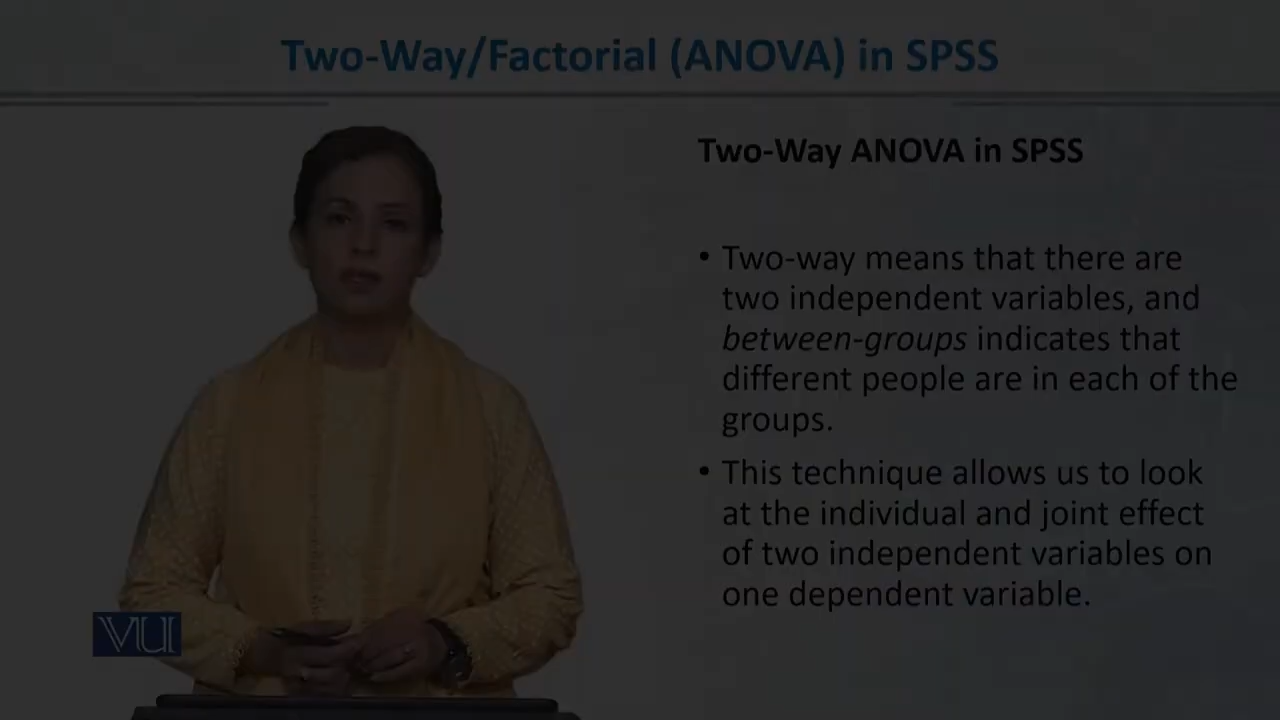 Two-Way/Factorial (ANOVA) in SPSS
Two-Way ANOVA in SPSS
• Two-way means that there are
two independent variables, and
between-groups indicates that
different people are in each of the
groups.
• This technique allows us to look
at the individual and joint effect
of two independent variables on
one dependent variable.
VU